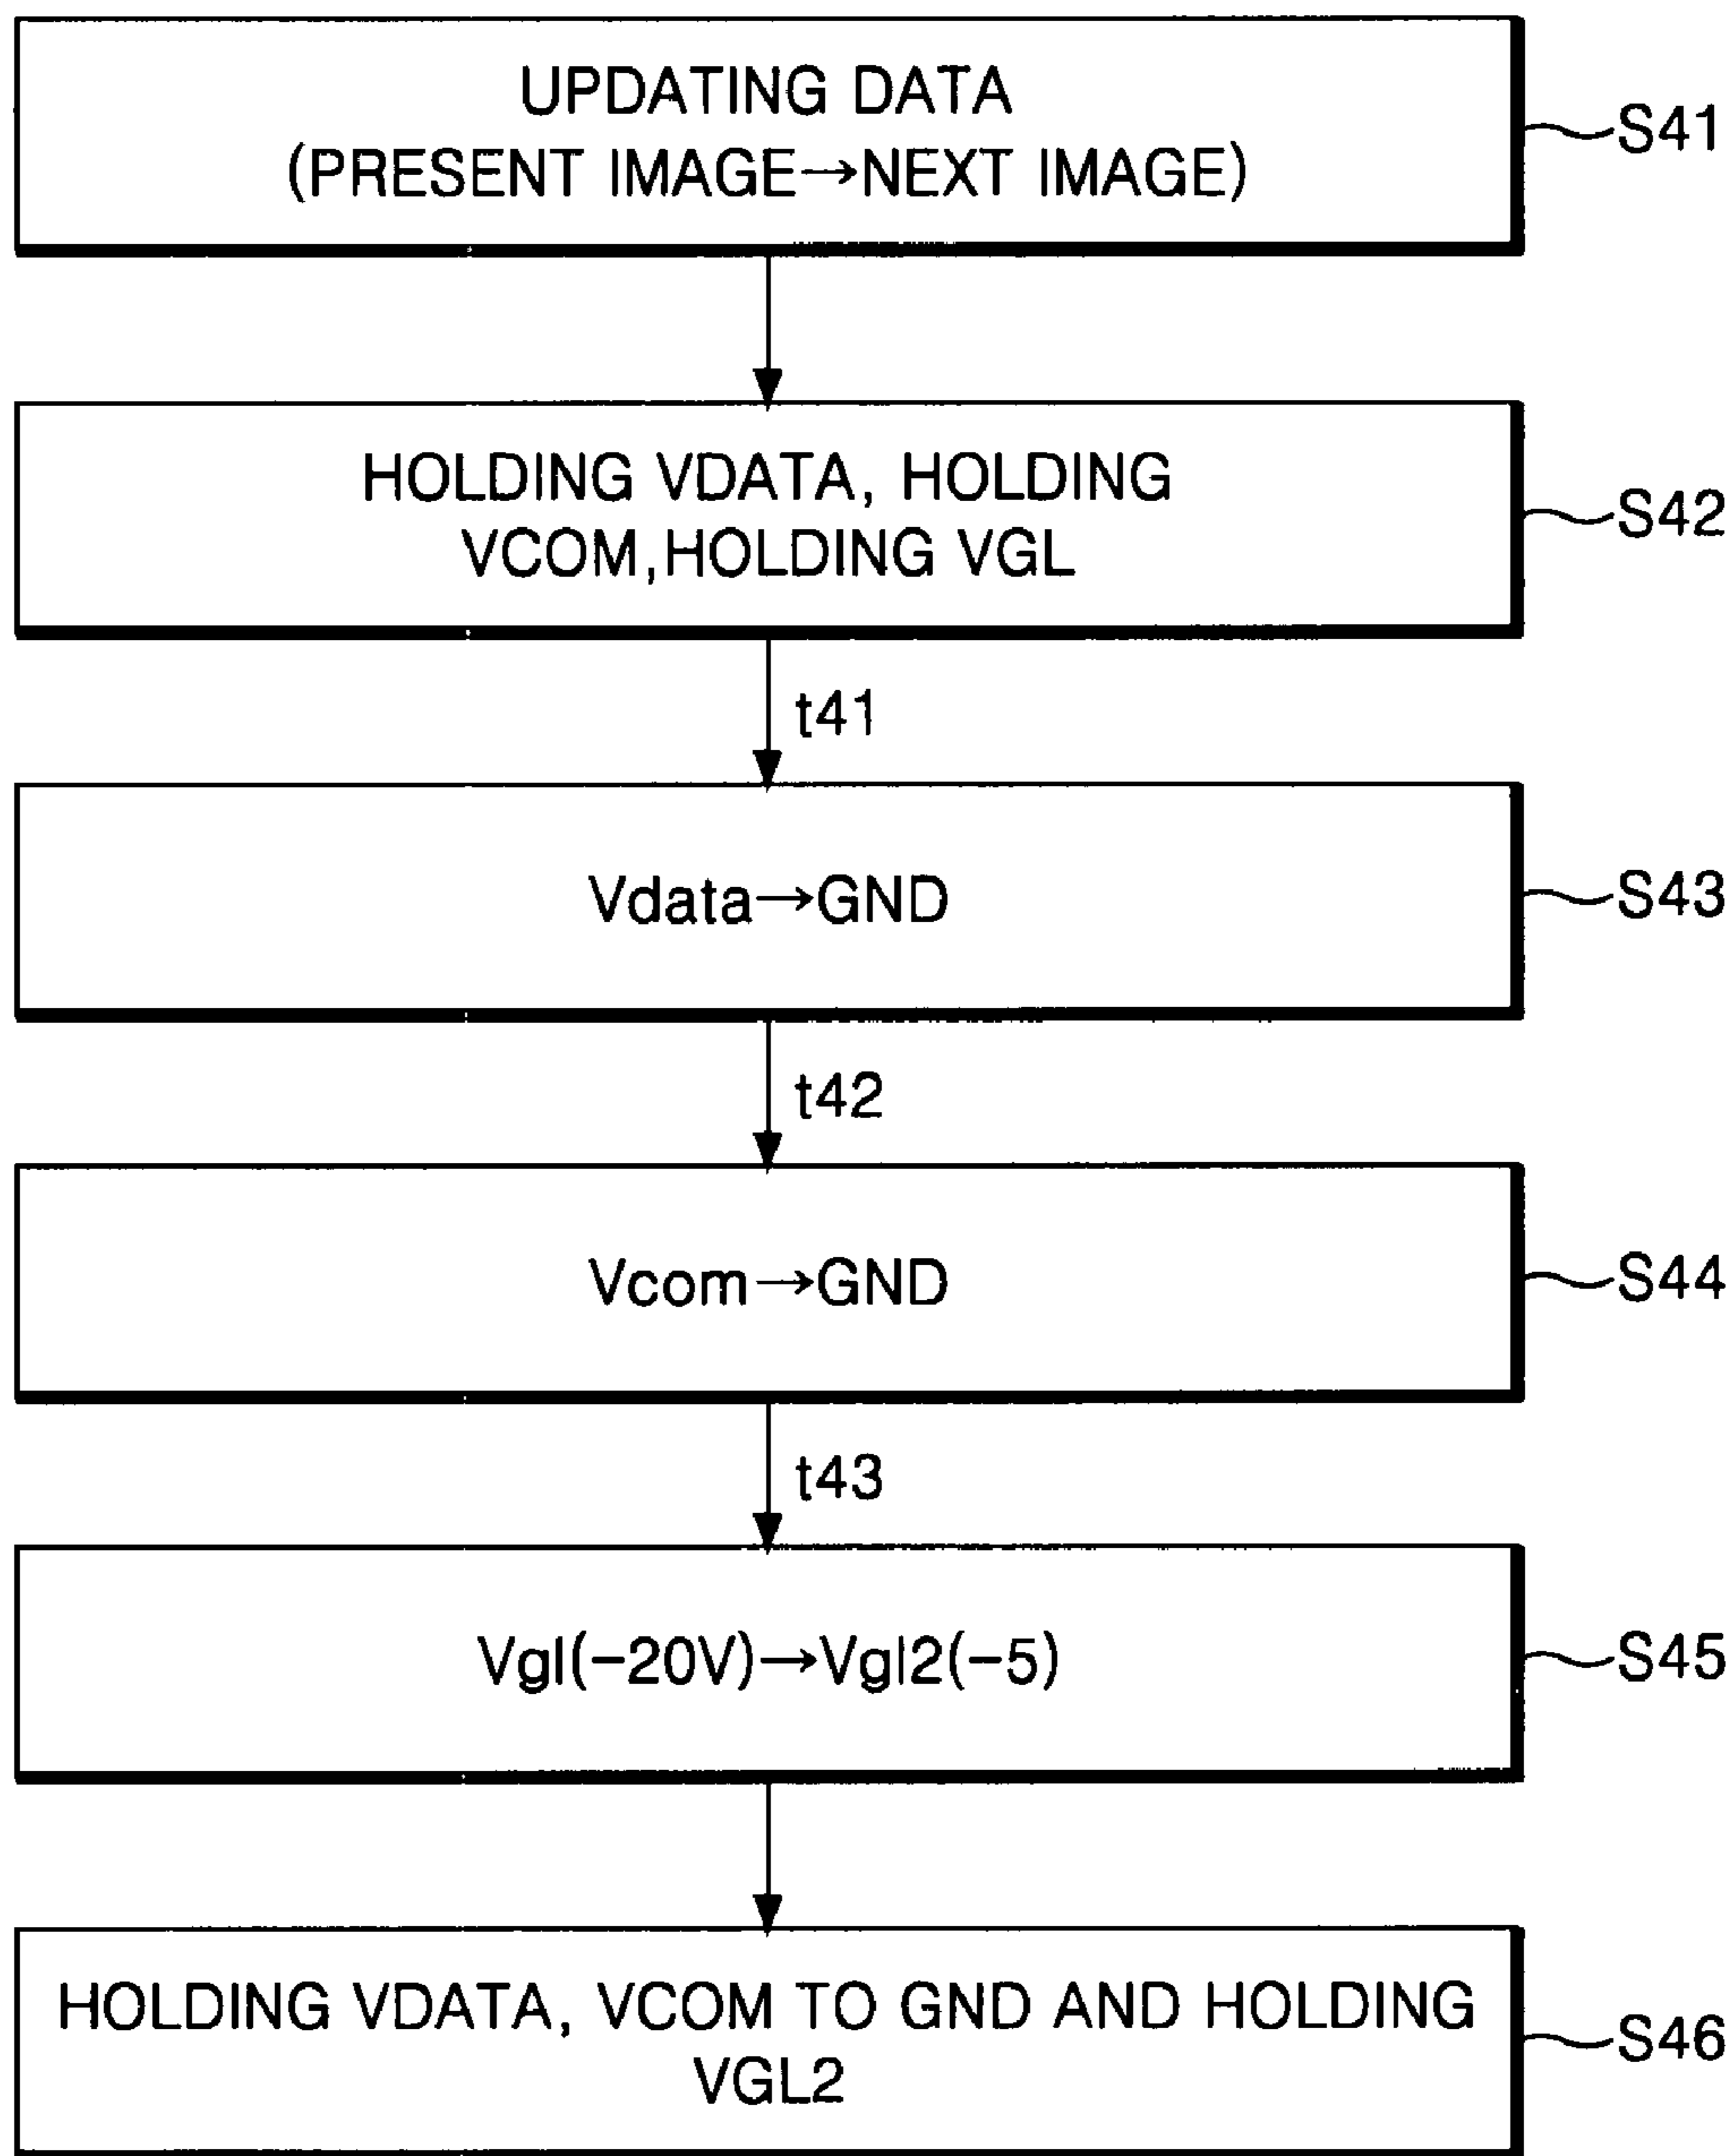 UPDATING DATA
(PRESENT IMAGE→NEXT IMAGE)
S41
HOLDING VDATA, HOLDING
VCOM,HOLDING VGL
S42
t41
Vdata→GND
S43
t42
Vcom→GND
S44
t43
Vgl(-20V)→Vgl2(-5)
S45
HOLDING VDATA, VCOM TO GND AND HOLDING
VGL2
S46